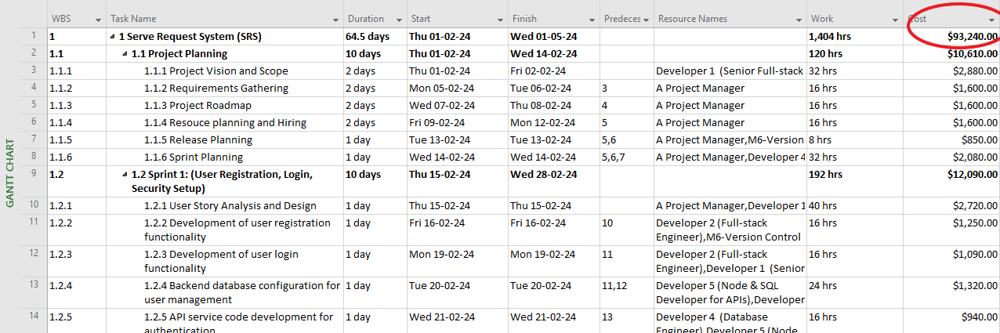 WBS Task Name Duration Start Finish Predeces Resource Names Work Cost
1 1 1 Serve Request System (SRS) 64.5 days Thu 01-02-24 Wed 01-05-24 1,404 hrs $93,240.00
2 1.1 1.1 Project Planning 10 days Thu 01-02-24 Wed 14-02-24 120 hrs $10,610.00
3 1.1.1 1.1.1 Project Vision and Scope 2 days Thu 01-02-24 Fri 02-02-24 Developer 1 (Senior Full-stack 32 hrs $2,880.00
4 1.1.2 1.1.2 Requirements Gathering 2 days Mon 05-02-24 Tue 06-02-24 3 A Project Manager 16 hrs $1,600.00
5 1.1.3 1.1.3 Project Roadmap 2 days Wed 07-02-24 Thu 08-02-24 4 A Project Manager 16 hrs $1,600.00
6 1.1.4 1.1.4 Resouce planning and Hiring 2 days Fri 09-02-24 Mon 12-02-24 5 A Project Manager 16 hrs $1,600.00
7 1.1.5 1.1.5 Release Planning 1 day Tue 13-02-24 Tue 13-02-24 5,6 A Project Manager,M6-Version 8 hrs $850.00
8 1.1.6 1.1.6 Sprint Planning 1 day Wed 14-02-24 Wed 14-02-24 5,6,7 A Project Manager,Developer 4 32 hrs $2,080.00
9 1.2 1.2 Sprint 1: (User Registration, Login, 10 days Thu 15-02-24 Wed 28-02-24 192 hrs $12,090.00
Security Setup)
10 1.2.1 1.2.1 User Story Analysis and Design 1 day Thu 15-02-24 Thu 15-02-24 A Project Manager,Developer 1 40 hrs $2,720.00
11 1.2.2 1.2.2 Development of user registration 1 day Fri 16-02-24 Fri 16-02-24 10 Developer 2 (Full-stack 16 hrs $1,250.00
functionality Engineer),M6-Version Control
12 1.2.3 1.2.3 Development of user login 1 day Mon 19-02-24 Mon 19-02-24 11 Developer 2 (Full-stack 16 hrs $1,090.00
functionality Engineer),Developer 1 (Senior
13 1.2.4 1.2.4 Backend database configuration for 1 day Tue 20-02-24 Tue 20-02-24 11,12 Developer 5 (Node & SQL 24 hrs $1,320.00
user management Developer for APIs),Developer
14 1.2.5 1.2.5 API service code development for 1 day Wed 21-02-24 Wed 21-02-24 13 Developer 4 (Database 16 hrs $940.00
authentication Engineer),Developer 5 (Node
GANTT CHART